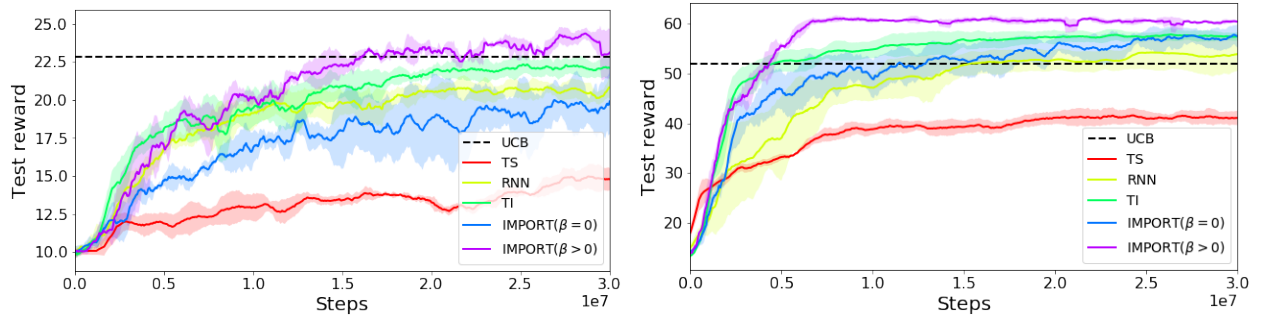 25.0
22.5
20.0
17.5
15.0
12.5
10.0
Test reward
0.0
0.5
1.0
1.5
2.0
2.5
3.0
Steps
1e7
UCB
TS
RNN
TI
IMPORT(β = 0)
IMPORT(β > 0)
60
50
40
30
20
Test reward
0.0
0.5
1.0
1.5
2.0
2.5
3.0
Steps
1e7
UCB
TS
RNN
TI
IMPORT(β = 0)
IMPORT(β > 0)